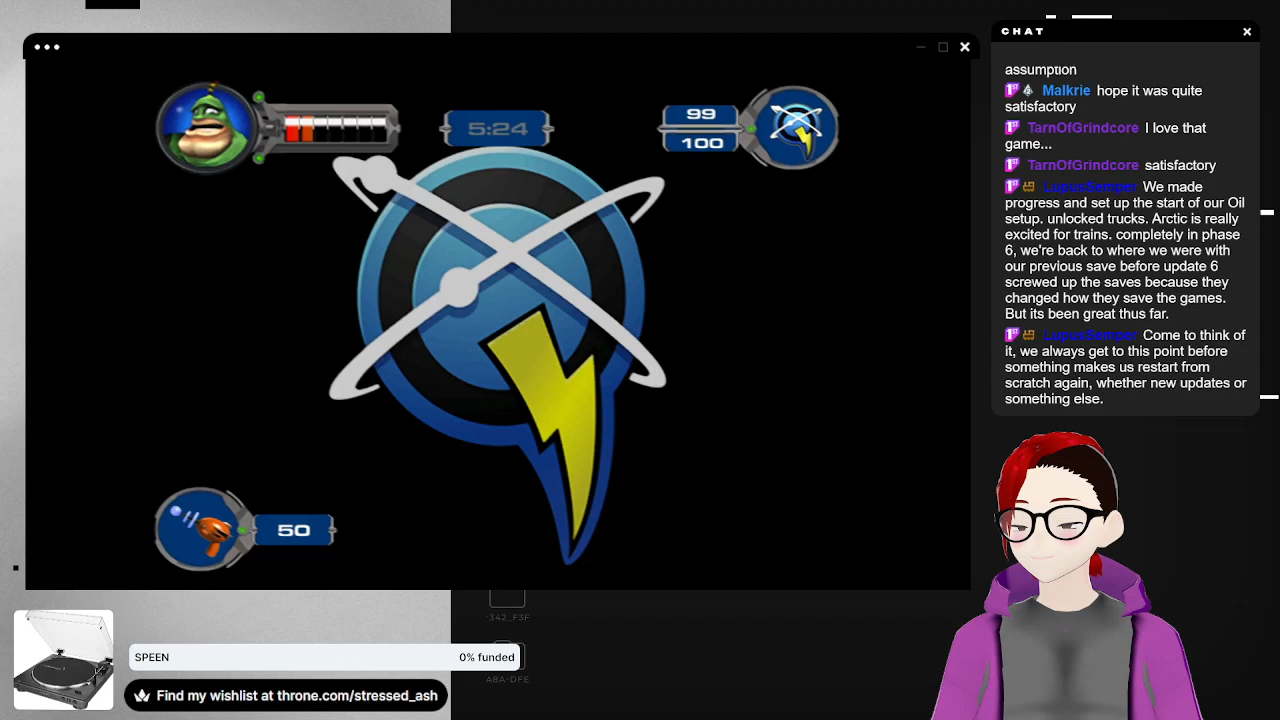 CHAT
assumption
Malkrie hope it was quite
satisfactory
TarnOfGrindcore I love that
game...
TarnOfGrindcore satisfactory
LupusSemper We made
progress and set up the start of our Oil
setup. unlocked trucks. Arctic is really
excited for trains. completely in phase
6, we're back to where we were with
our previous save before update 6
screwed up the saves because they
changed how they save the games.
But its been great thus far.
LupusSemper Come to think of
it, we always get to this point before
something makes us restart from
scratch again, whether new updates or
something else.
5:24
99
100
50
-342_F3F
SPEEN 0% funded
A8A-DFE
Find my wishlist at throne.com/stressed_ash